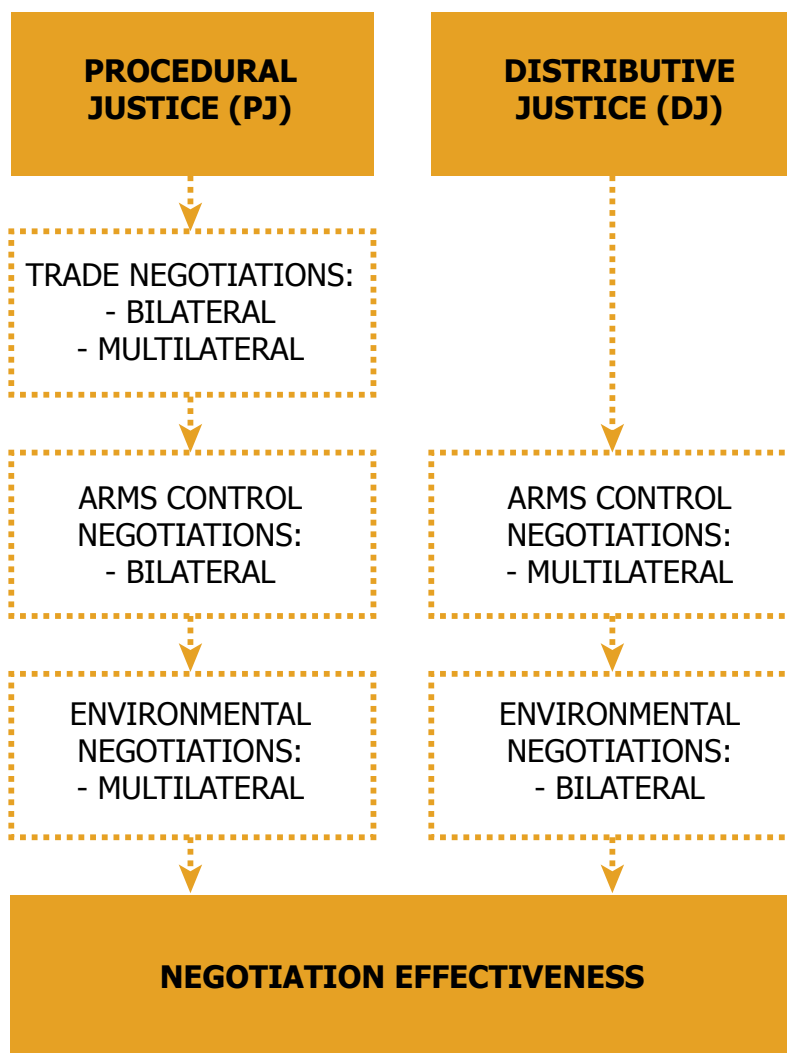 PROCEDURAL
JUSTICE (PJ)
DISTRIBUTIVE
JUSTICE (DJ)
TRADE NEGOTIATIONS:
- BILATERAL
- MULTILATERAL
ARMS CONTROL
NEGOTIATIONS:
- BILATERAL
ARMS CONTROL
NEGOTIATIONS:
- MULTILATERAL
ENVIRONMENTAL
NEGOTIATIONS:
- MULTILATERAL
ENVIRONMENTAL
NEGOTIATIONS:
- BILATERAL
NEGOTIATION EFFECTIVENESS